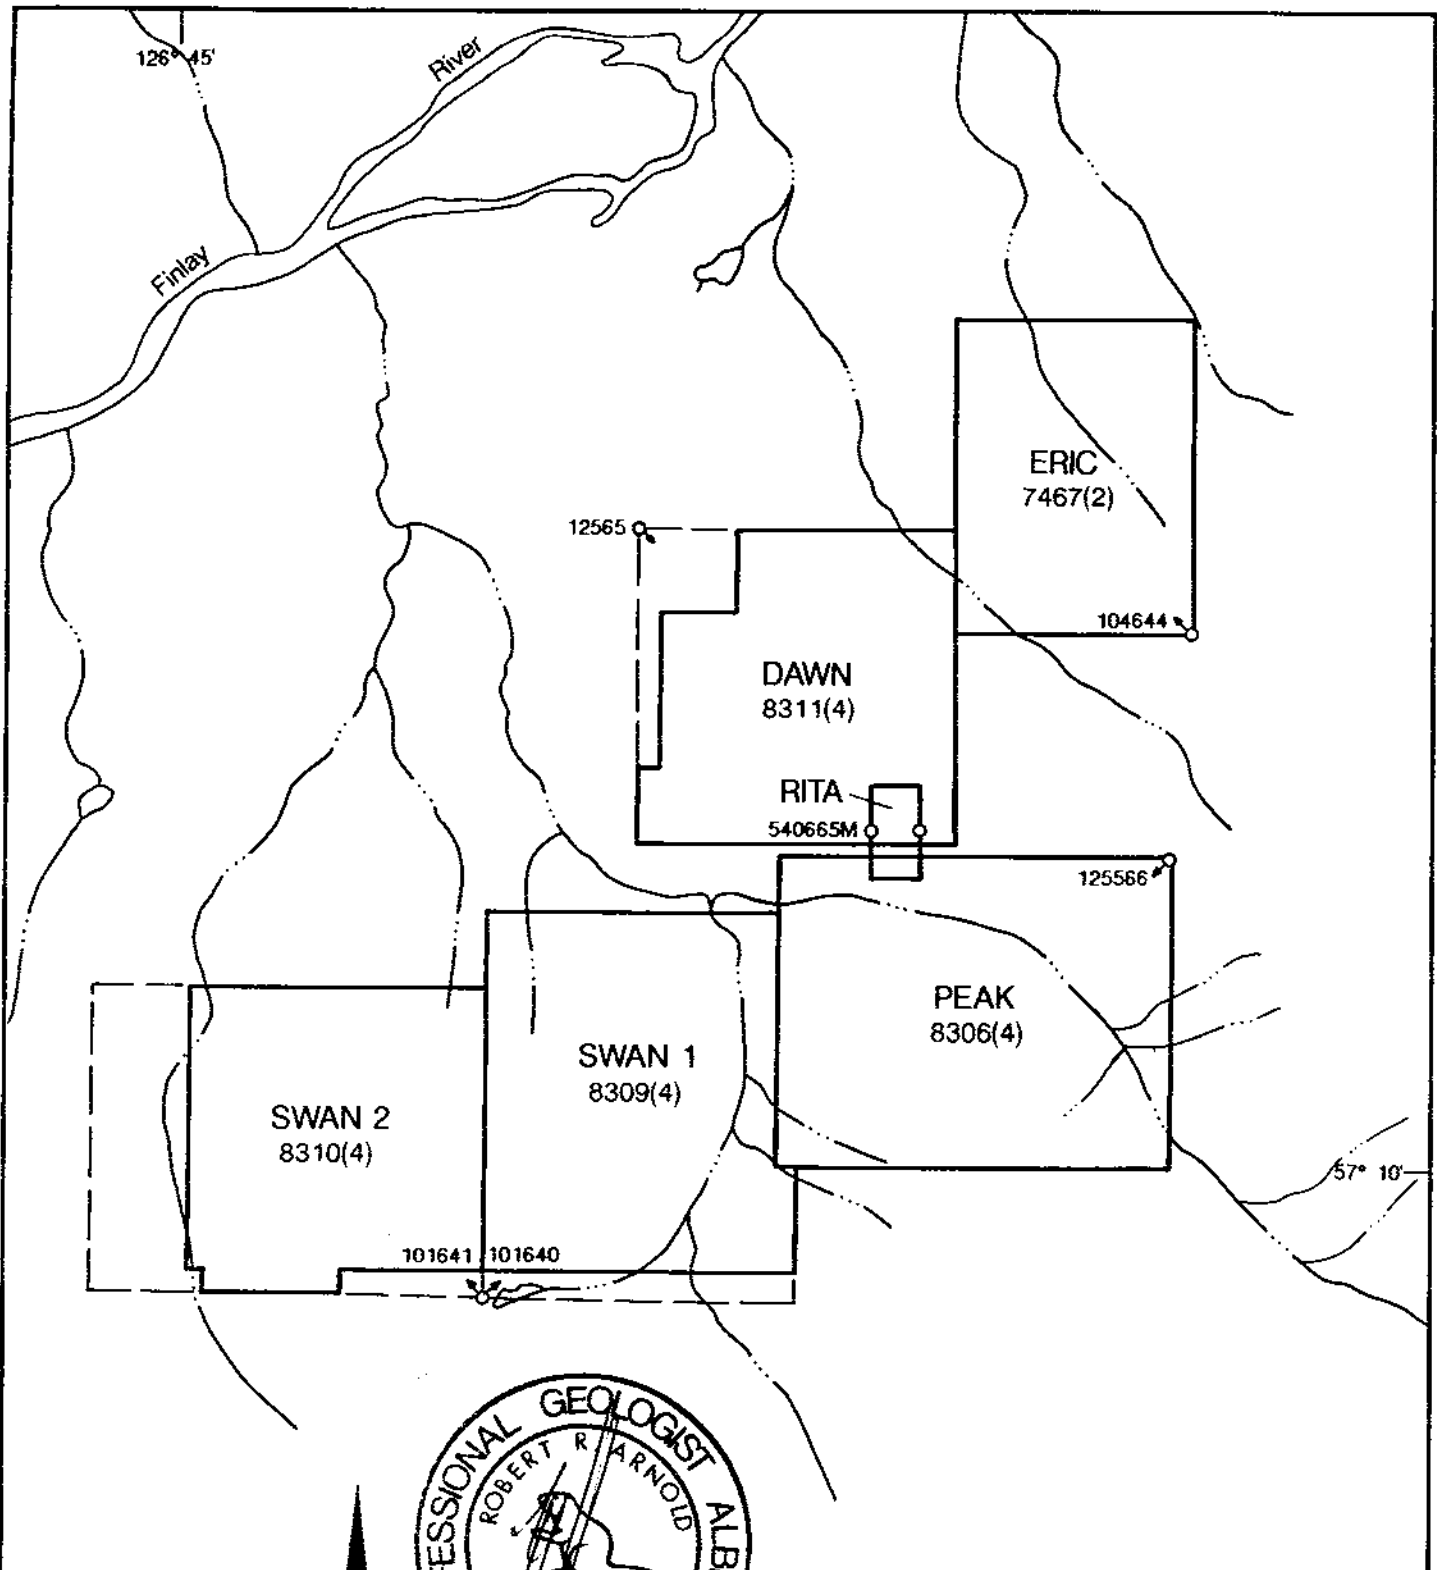 126° 45'
River
Finlay
ERIC
7467(2)
12565
104644
DAWN
8311(4)
RITA
540665M
125566
PEAK
8306(4)
SWAN 1
8309(4)
SWAN 2
8310(4)
57° 10'
101641 101640
GEOLOGIST
ROBERT R. ARNOLD